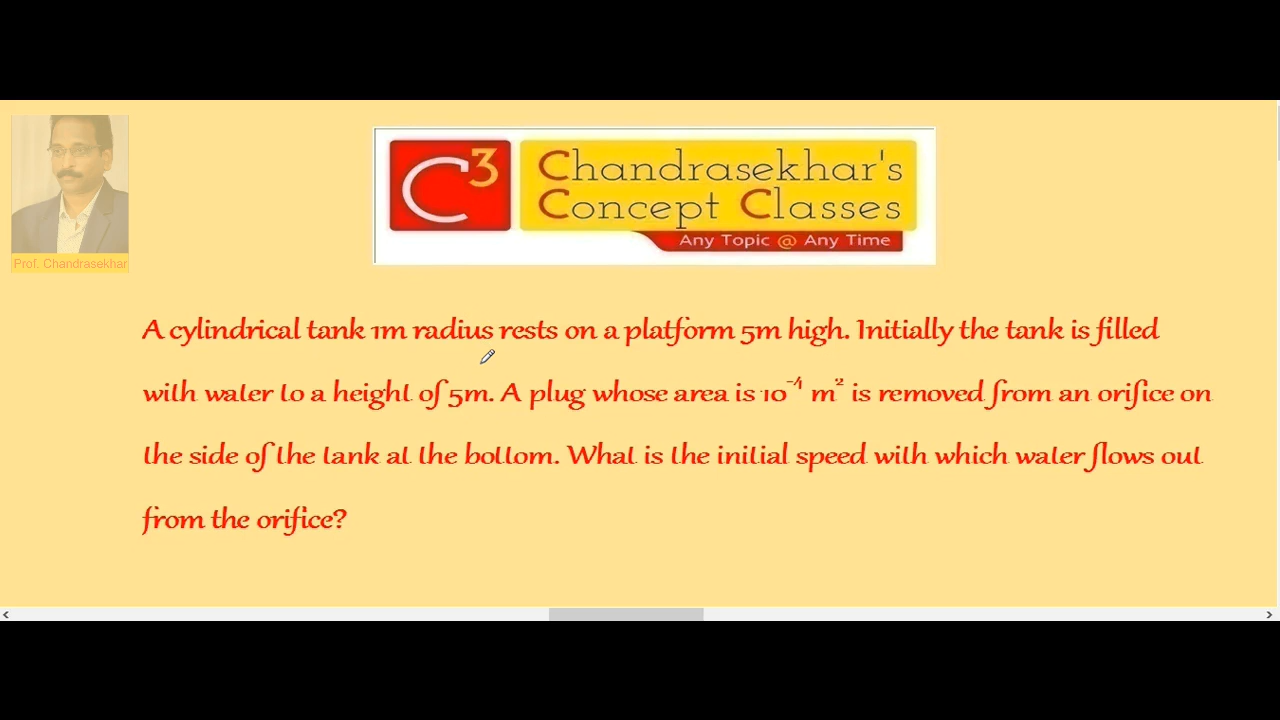 C³ Chandrasekhar's
Concept Classes
Any Topic @ Any Time
Prof. Chandrasekhar
A cylindrical tank 1m radius rests on a platform 5m high. Initially the tank is filled
with water to a height of 5m. A plug whose area is 10⁻⁴ m² is removed from an orifice on
the side of the tank at the bottom. What is the initial speed with which water flows out
from the orifice?